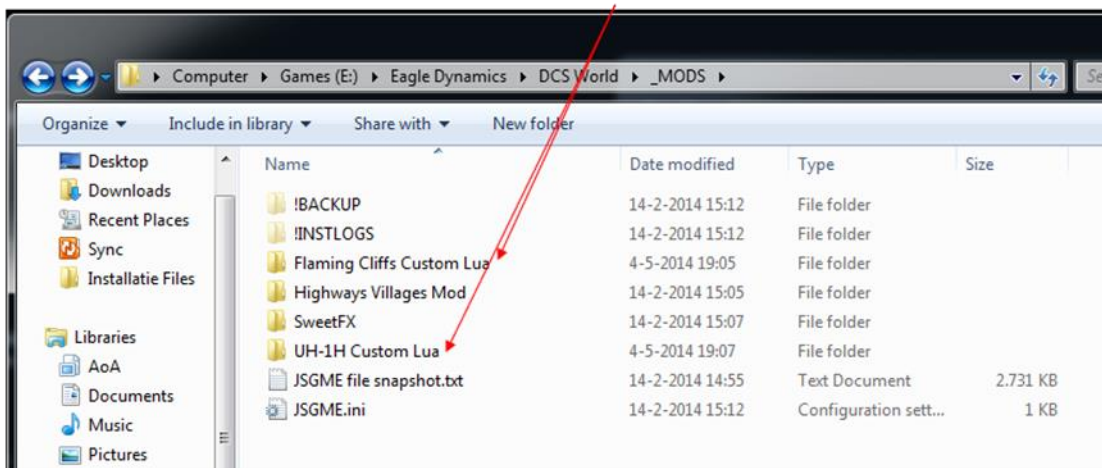 Computer Games (E:) Eagle Dynamics DCS World _MODS Se
Organize Include in library Share with New folder
Desktop
Downloads
Recent Places
Sync
Installatie Files
Libraries
AoA
Documents
Music
Pictures
Name Date modified Type Size
!BACKUP 14-2-2014 15:12 File folder
!INSTLOGS 14-2-2014 15:12 File folder
Flaming Cliffs Custom Lua 4-5-2014 19:05 File folder
Highways Villages Mod 14-2-2014 15:05 File folder
SweetFX 14-2-2014 15:07 File folder
UH-1H Custom Lua 4-5-2014 19:07 File folder
JSGME file snapshot.txt 14-2-2014 14:55 Text Document 2.731 KB
JSGME.ini 14-2-2014 15:12 Configuration sett... 1 KB